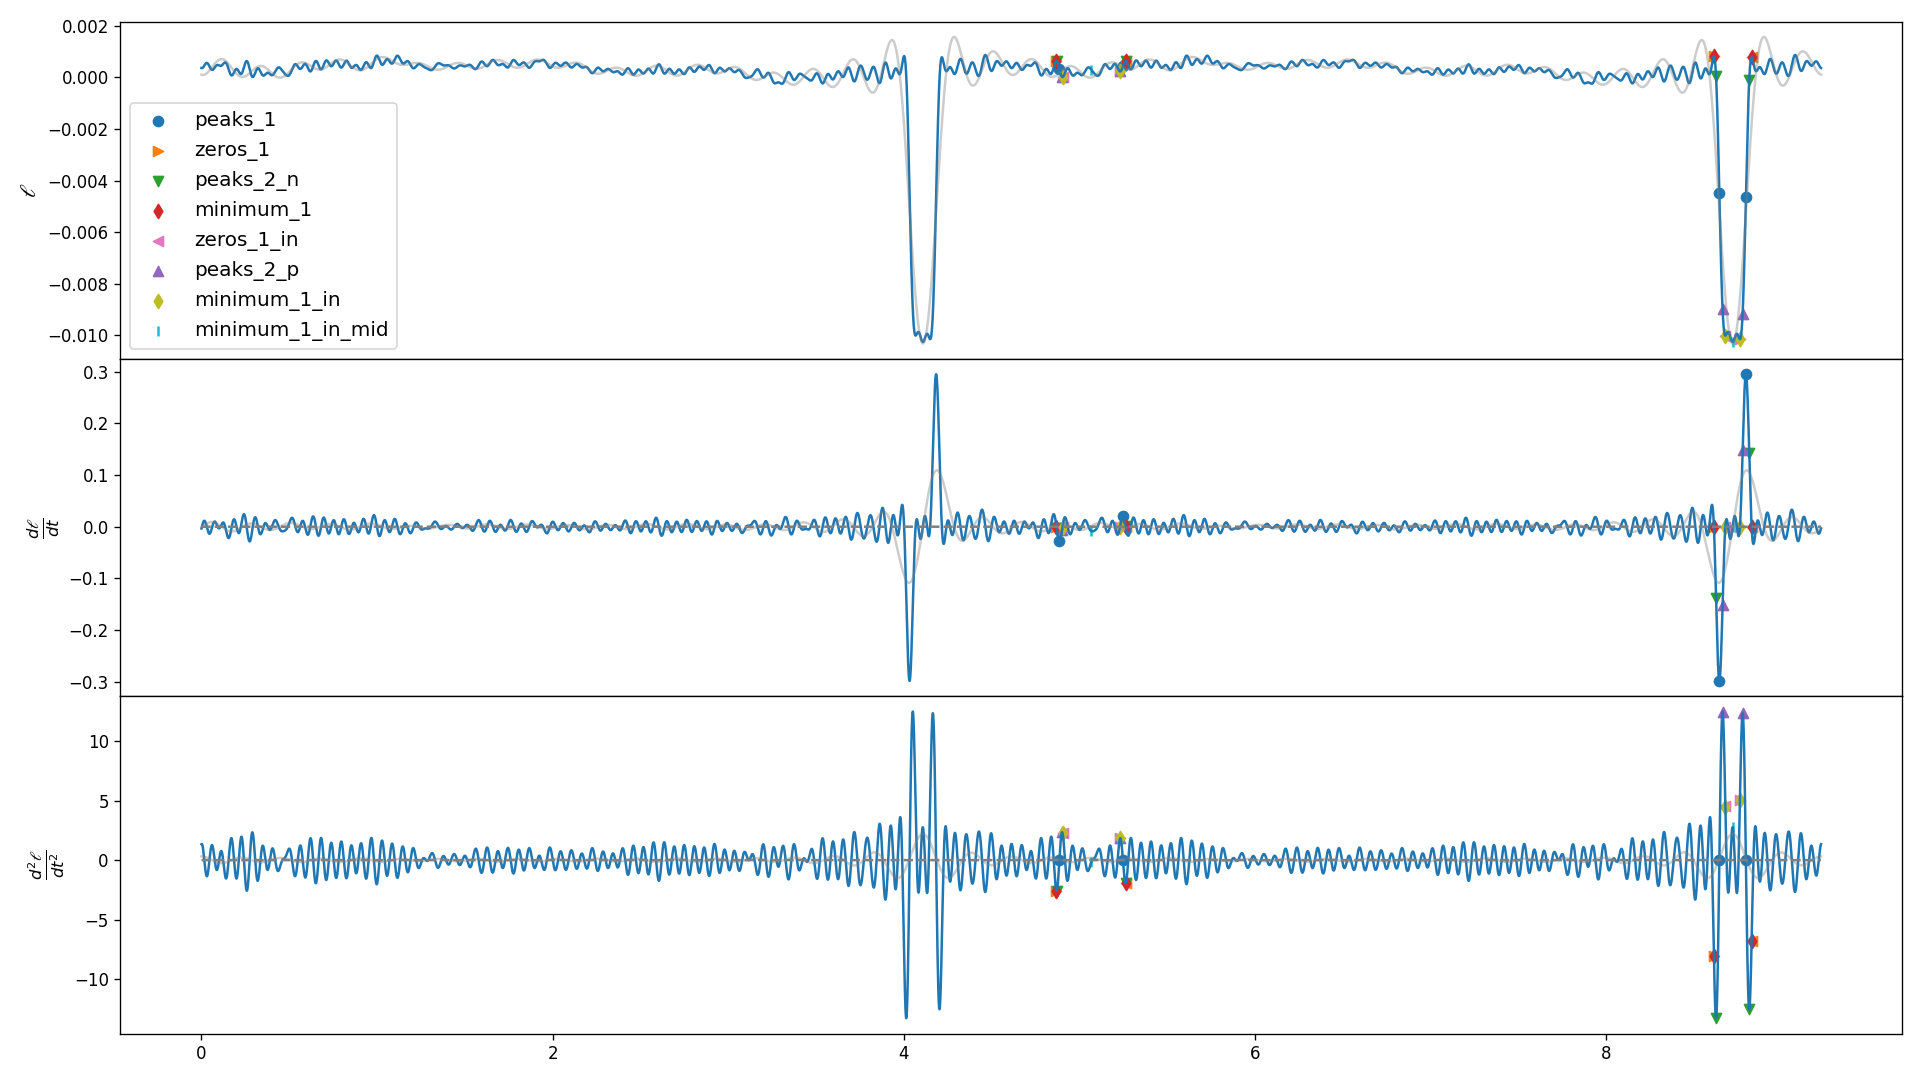 0.002
0.000
−0.002
−0.004
−0.006
−0.008
−0.010
ℓ
peaks_1
zeros_1
peaks_2_n
minimum_1
zeros_1_in
peaks_2_p
minimum_1_in
minimum_1_in_mid
0.3
0.2
0.1
0.0
−0.1
−0.2
−0.3
dℓ/dt
10
5
0
−5
−10
d²ℓ/dt²
0 2 4 6 8